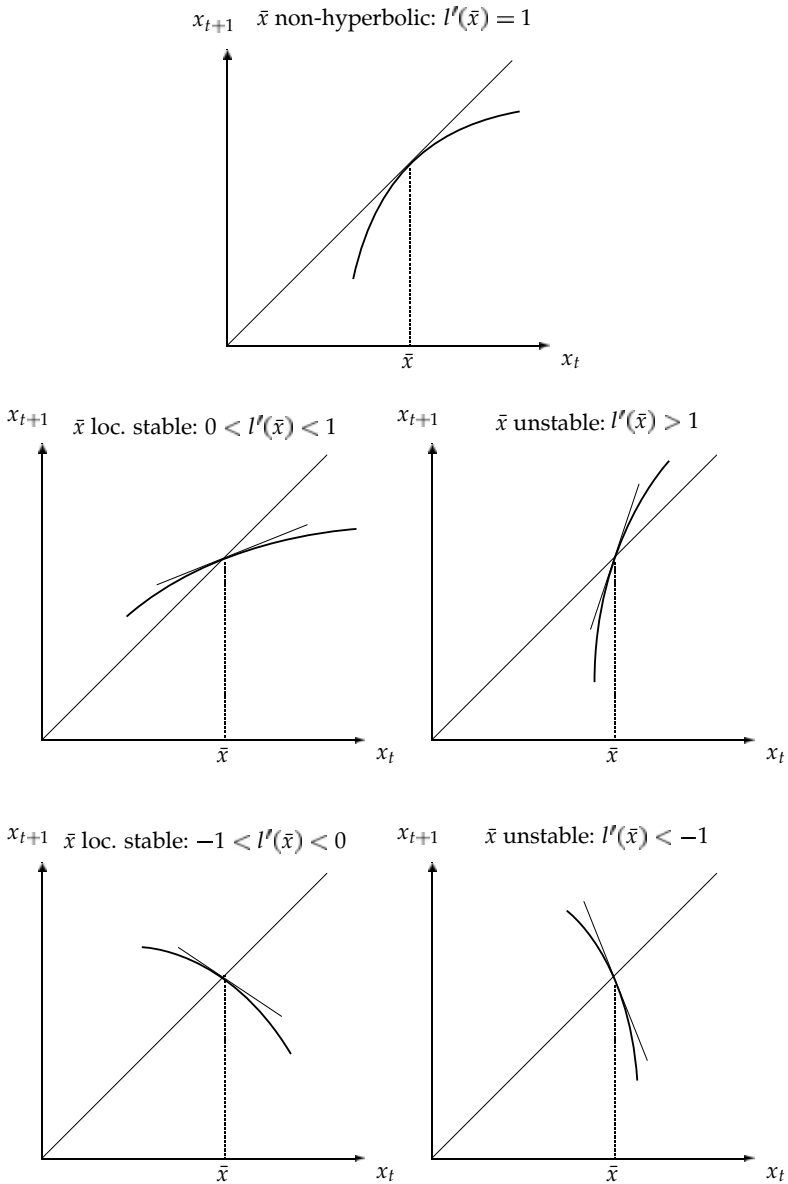 x_{t+1} x̄ non-hyperbolic: l′(x̄) = 1
x̄ x_t
x_{t+1} x̄ loc. stable: 0 < l′(x̄) < 1
x_{t+1} x̄ unstable: l′(x̄) > 1
x̄ x_t
x̄ x_t
x_{t+1} x̄ loc. stable: −1 < l′(x̄) < 0
x_{t+1} x̄ unstable: l′(x̄) < −1
x̄ x_t
x̄ x_t